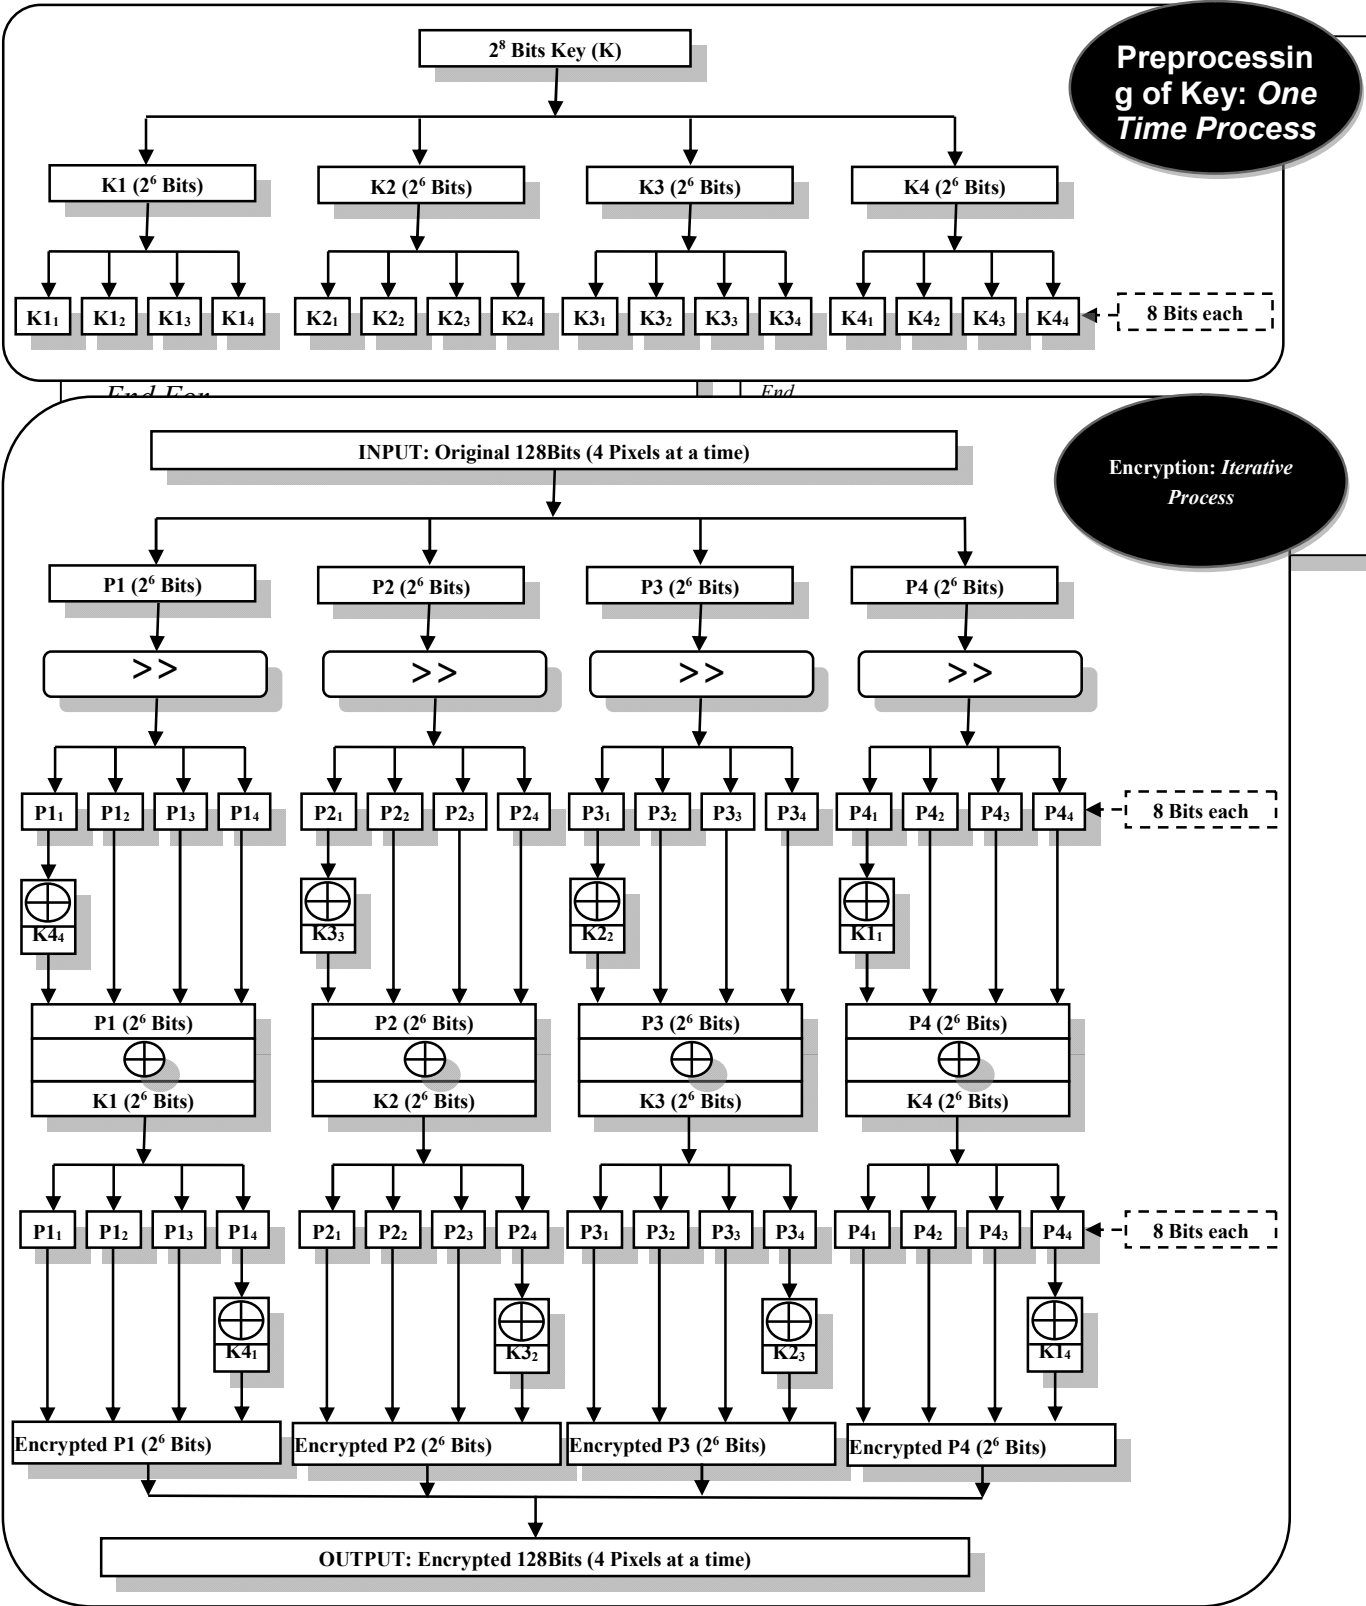 2⁸ Bits Key (K)
Preprocessin
g of Key: One
Time Process
K1 (2⁶ Bits)
K2 (2⁶ Bits)
K3 (2⁶ Bits)
K4 (2⁶ Bits)
K1₁ K1₂ K1₃ K1₄
K2₁ K2₂ K2₃ K2₄
K3₁ K3₂ K3₃ K3₄
K4₁ K4₂ K4₃ K4₄
8 Bits each
End For
End
INPUT: Original 128Bits (4 Pixels at a time)
Encryption: Iterative
Process
P1 (2⁶ Bits)
P2 (2⁶ Bits)
P3 (2⁶ Bits)
P4 (2⁶ Bits)
>>
>>
>>
>>
P1₁ P1₂ P1₃ P1₄
P2₁ P2₂ P2₃ P2₄
P3₁ P3₂ P3₃ P3₄
P4₁ P4₂ P4₃ P4₄
8 Bits each
K4₄
K3₃
K2₂
K1₁
P1 (2⁶ Bits)
P2 (2⁶ Bits)
P3 (2⁶ Bits)
P4 (2⁶ Bits)
K1 (2⁶ Bits)
K2 (2⁶ Bits)
K3 (2⁶ Bits)
K4 (2⁶ Bits)
P1₁ P1₂ P1₃ P1₄
P2₁ P2₂ P2₃ P2₄
P3₁ P3₂ P3₃ P3₄
P4₁ P4₂ P4₃ P4₄
8 Bits each
K4₁
K3₂
K2₃
K1₄
Encrypted P1 (2⁶ Bits)
Encrypted P2 (2⁶ Bits)
Encrypted P3 (2⁶ Bits)
Encrypted P4 (2⁶ Bits)
OUTPUT: Encrypted 128Bits (4 Pixels at a time)